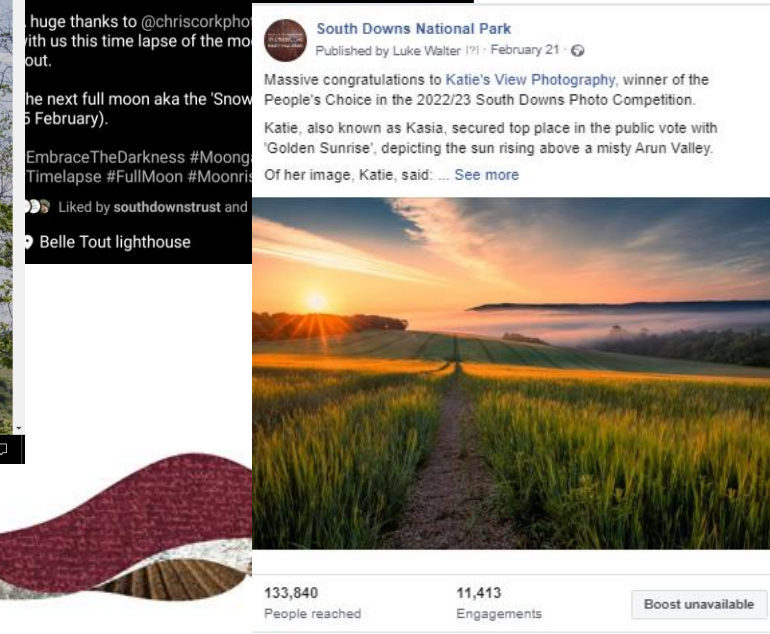 huge thanks to @chriscorkpho
with us this time lapse of the mo
out.
he next full moon aka the 'Snow
5 February).
EmbraceTheDarkness #Moonga
Timelapse #FullMoon #Moonris
Liked by southdownstrust and
Belle Tout lighthouse
South Downs National Park
Published by Luke Walter [?] · February 21 ·
Massive congratulations to Katie's View Photography, winner of the
People's Choice in the 2022/23 South Downs Photo Competition.
Katie, also known as Kasia, secured top place in the public vote with
'Golden Sunrise', depicting the sun rising above a misty Arun Valley.
Of her image, Katie, said: ... See more
133,840
People reached
11,413
Engagements
Boost unavailable